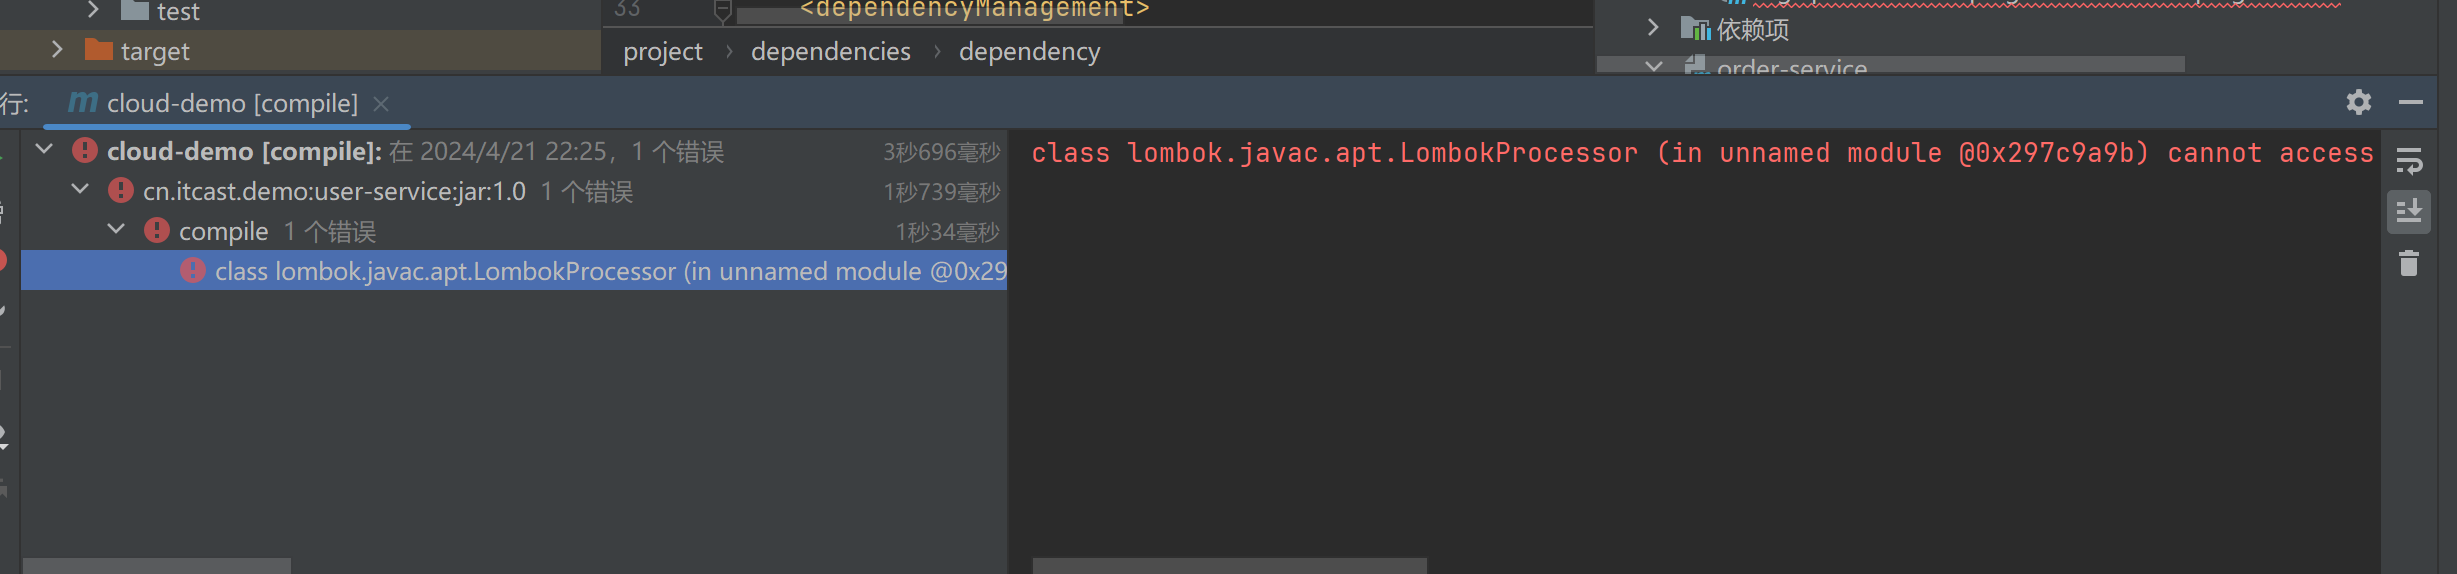 test
33 <dependencyManagement>
target
project › dependencies › dependency
依赖项
order-service
行: cloud-demo [compile]
cloud-demo [compile]: 在 2024/4/21 22:25, 1 个错误 3秒696毫秒
cn.itcast.demo:user-service:jar:1.0 1 个错误 1秒739毫秒
compile 1 个错误 1秒34毫秒
class lombok.javac.apt.LombokProcessor (in unnamed module @0x29
class lombok.javac.apt.LombokProcessor (in unnamed module @0x297c9a9b) cannot access